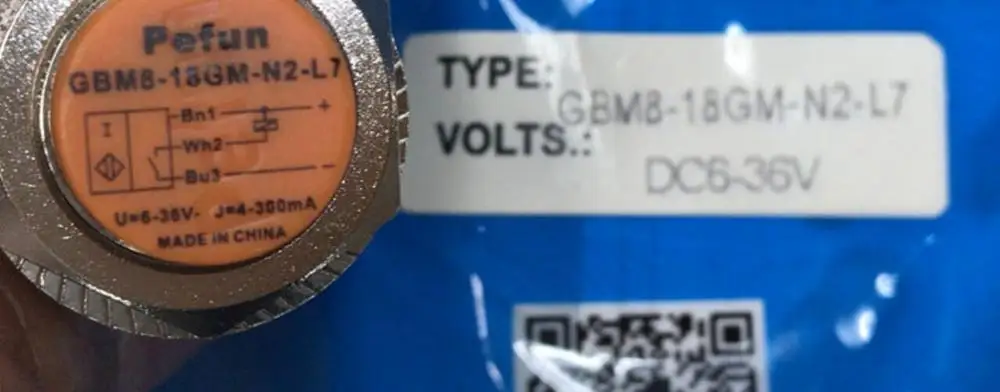 Pefun
GBM8-18GM-N2-L7
I
Bn1
+
Wh2
Bu3
-
U=6-36V- J=4-300mA
MADE IN CHINA
TYPE:
GBM8-18GM-N2-L7
VOLTS.:
DC6-36V